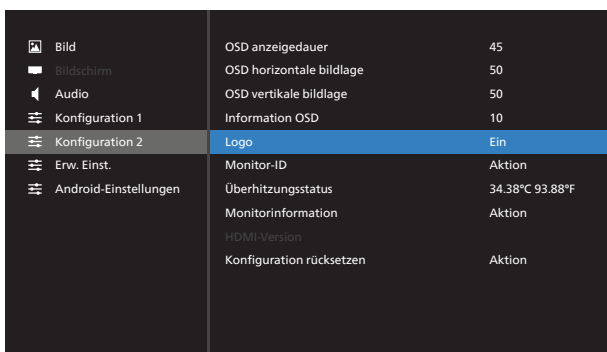 Bild
Bildschirm
Audio
Konfiguration 1
Konfiguration 2
Erw. Einst.
Android-Einstellungen
OSD anzeigedauer 45
OSD horizontale bildlage 50
OSD vertikale bildlage 50
Information OSD 10
Logo Ein
Monitor-ID Aktion
Überhitzungsstatus 34.38°C 93.88°F
Monitorinformation Aktion
HDMI-Version
Konfiguration rücksetzen Aktion